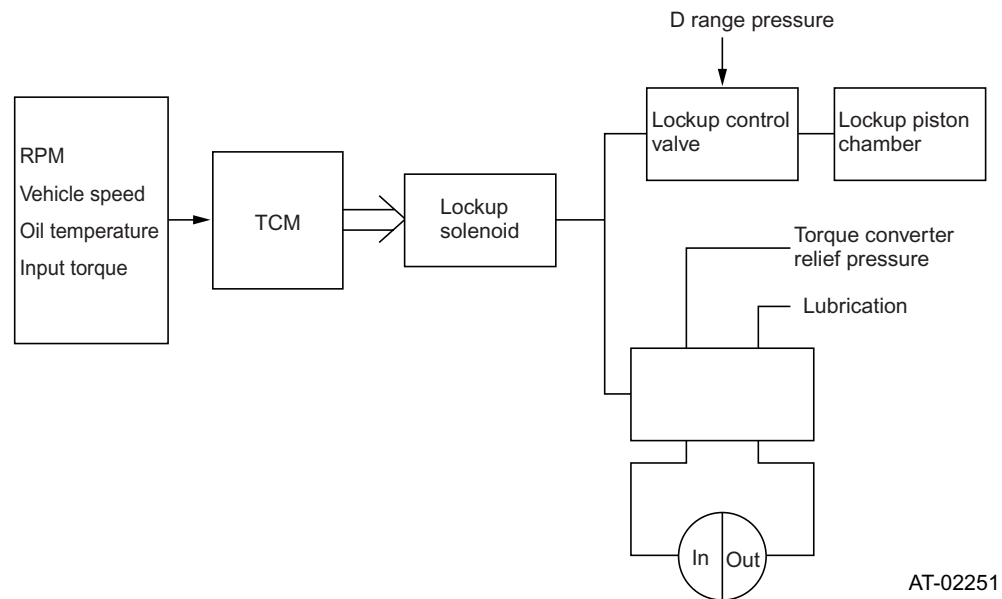 D range pressure
RPM
Vehicle speed
Oil temperature
Input torque
TCM
Lockup
solenoid
Lockup control
valve
Lockup piston
chamber
Torque converter
relief pressure
Lubrication
In
Out
AT-02251